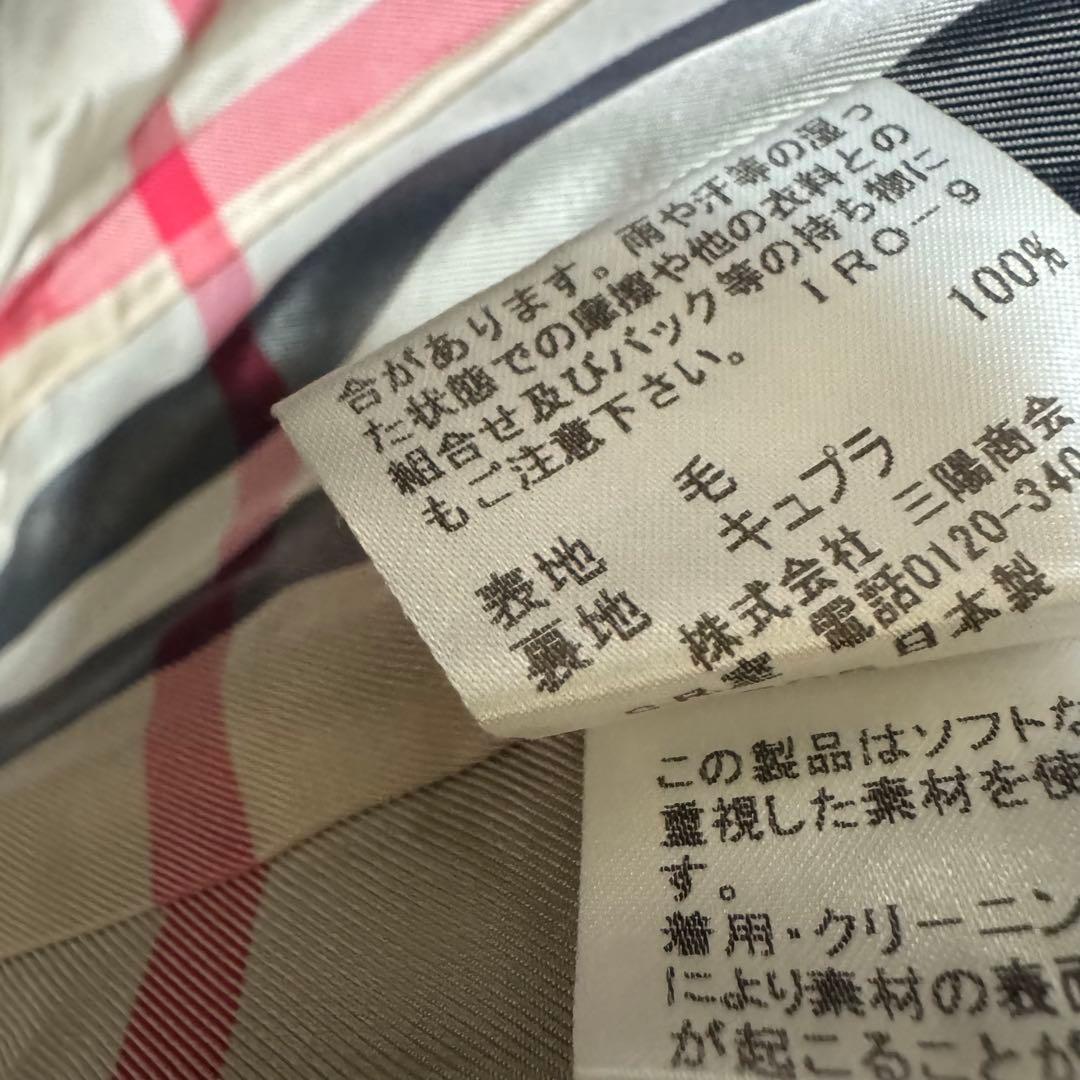 合があります。雨や汗等の湿っ
た状態での摩擦や他の衣料との
組合せ及びバック等の持ち物に
もご注意下さい。 IRO-9
表地 毛 100%
裏地 キュプラ
株式会社 三陽商会
電話0120-340
日本製
この製品はソフトな
重視した素材を使
す。
着用・クリーニン
により素材の表面
が起こることが